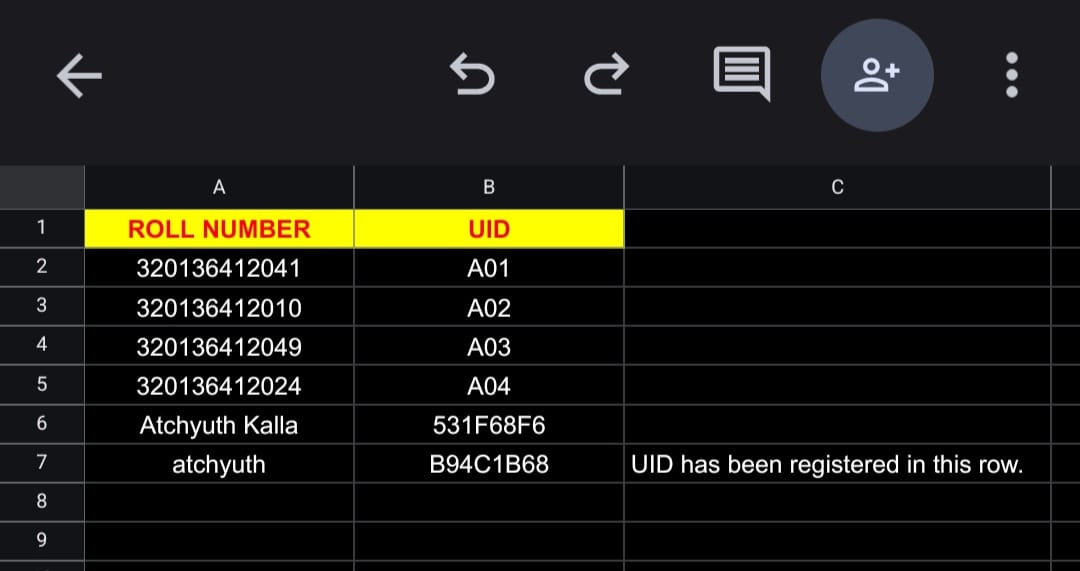 A B C
1 ROLL NUMBER UID
2 320136412041 A01
3 320136412010 A02
4 320136412049 A03
5 320136412024 A04
6 Atchyuth Kalla 531F68F6
7 atchyuth B94C1B68 UID has been registered in this row.
8
9